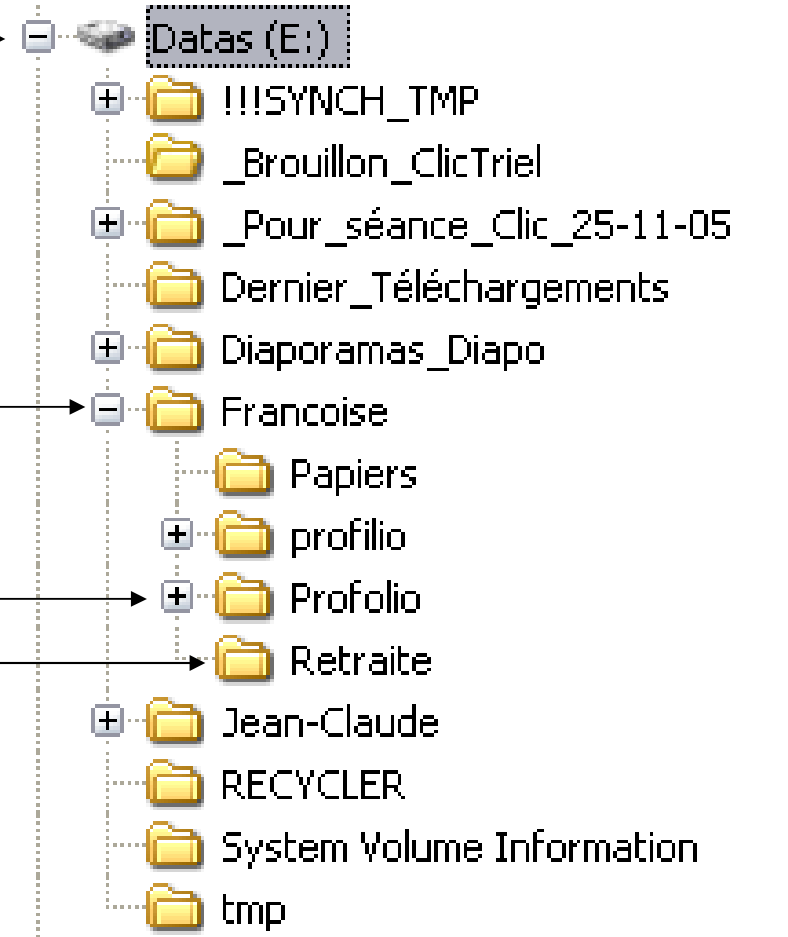 Datas (E:)
!!!SYNCH_TMP
_Brouillon_ClicTriel
_Pour_séance_Clic_25-11-05
Dernier_Téléchargements
Diaporamas_Diapo
Francoise
Papiers
profilio
Profolio
Retraite
Jean-Claude
RECYCLER
System Volume Information
tmp